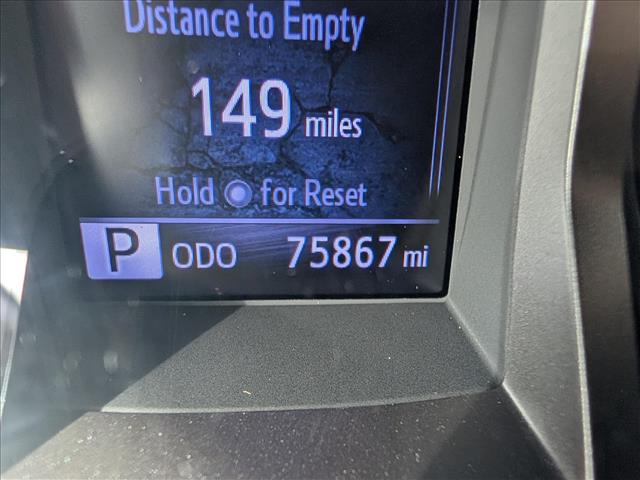 Distance to Empty
149 miles
Hold for Reset
P ODO 75867 mi